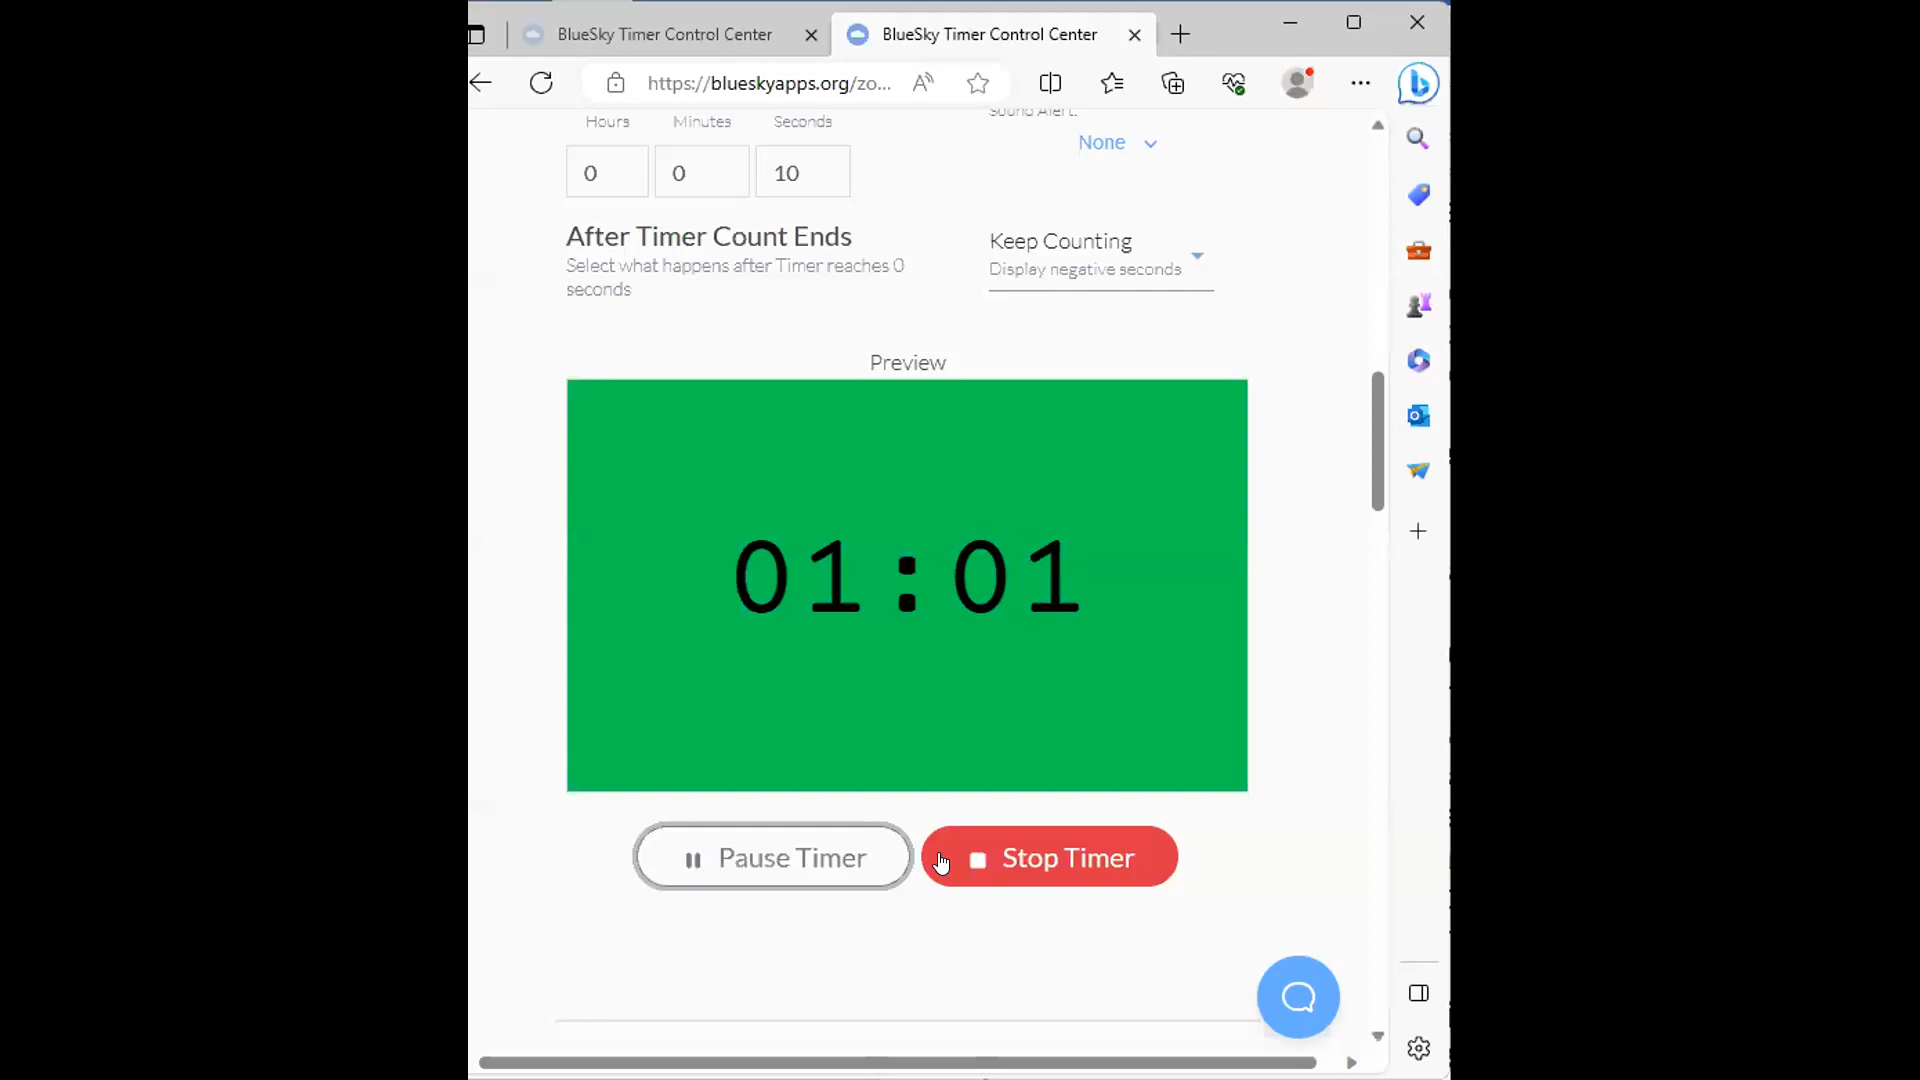 BlueSky Timer Control Center
BlueSky Timer Control Center
https://blueskyapps.org/zo...
Hours Minutes Seconds
Sound Alert:
None
0 0 10
After Timer Count Ends
Select what happens after Timer reaches 0
seconds
Keep Counting
Display negative seconds
Preview
01:01
Pause Timer
Stop Timer